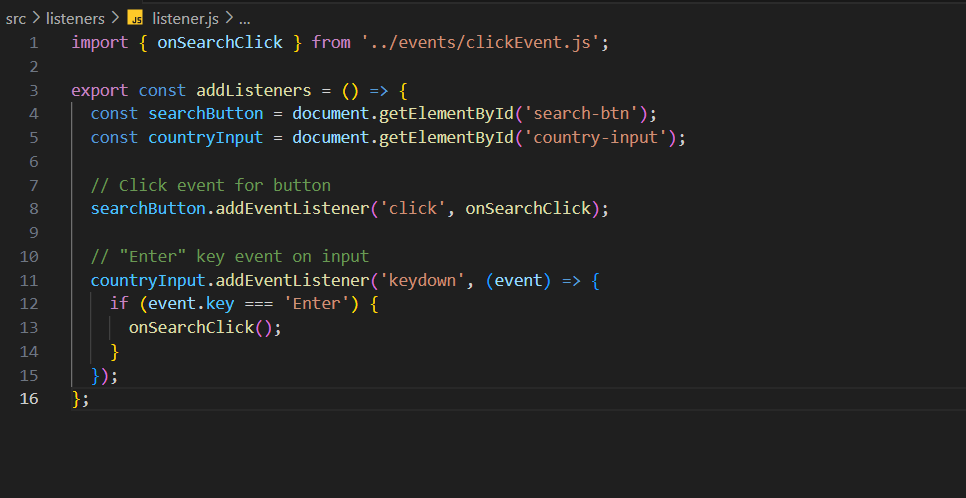 src > listeners > JS listener.js > ...
1 import { onSearchClick } from '../events/clickEvent.js';
2
3 export const addListeners = () => {
4   const searchButton = document.getElementById('search-btn');
5   const countryInput = document.getElementById('country-input');
6
7   // Click event for button
8   searchButton.addEventListener('click', onSearchClick);
9
10   // "Enter" key event on input
11   countryInput.addEventListener('keydown', (event) => {
12     if (event.key === 'Enter') {
13       onSearchClick();
14     }
15   });
16 };